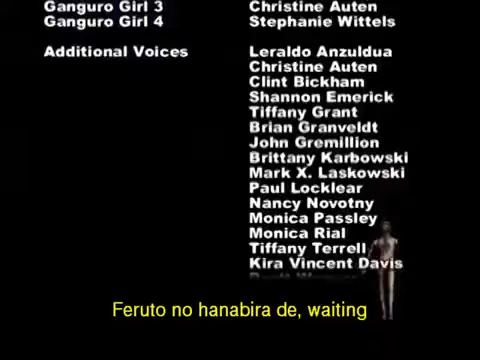 Ganguro Girl 3 Christine Auten
Ganguro Girl 4 Stephanie Wittels
Additional Voices Leraldo Anzuldua
Christine Auten
Clint Bickham
Shannon Emerick
Tiffany Grant
Brian Granveldt
John Gremillion
Brittany Karbowski
Mark X. Laskowski
Paul Locklear
Nancy Novotny
Monica Passley
Monica Rial
Tiffany Terrell
Kira Vincent Davis
Feruto no hanabira de, waiting